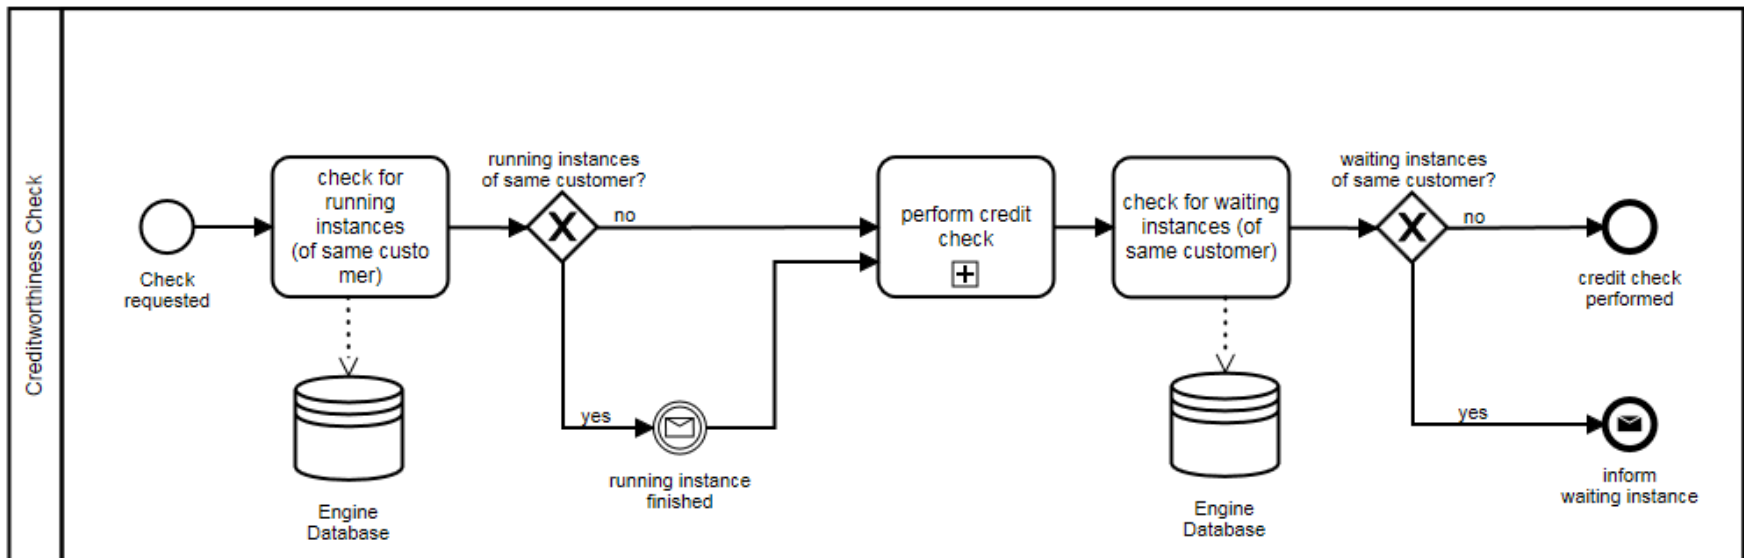 Creditworthiness Check
Check
requested
check for
running
instances
(of same custo
mer)
Engine
Database
running instances
of same customer?
no
yes
running instance
finished
perform credit
check
check for waiting
instances (of
same customer)
Engine
Database
waiting instances
of same customer?
no
yes
credit check
performed
inform
waiting instance